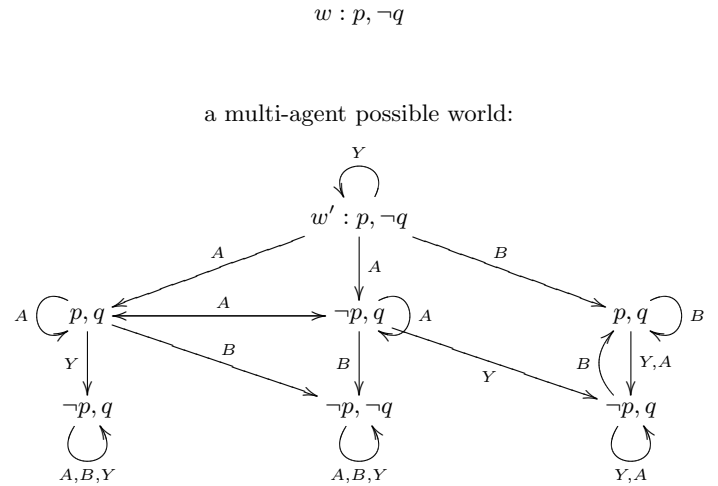 w : p, ¬q
a multi-agent possible world:
Y
w′ : p, ¬q
A
B
A
A
p, q
A
¬p, q
A
p, q
B
Y
B
B
Y
B
Y,A
¬p, q
¬p, ¬q
¬p, q
A,B,Y
A,B,Y
Y,A